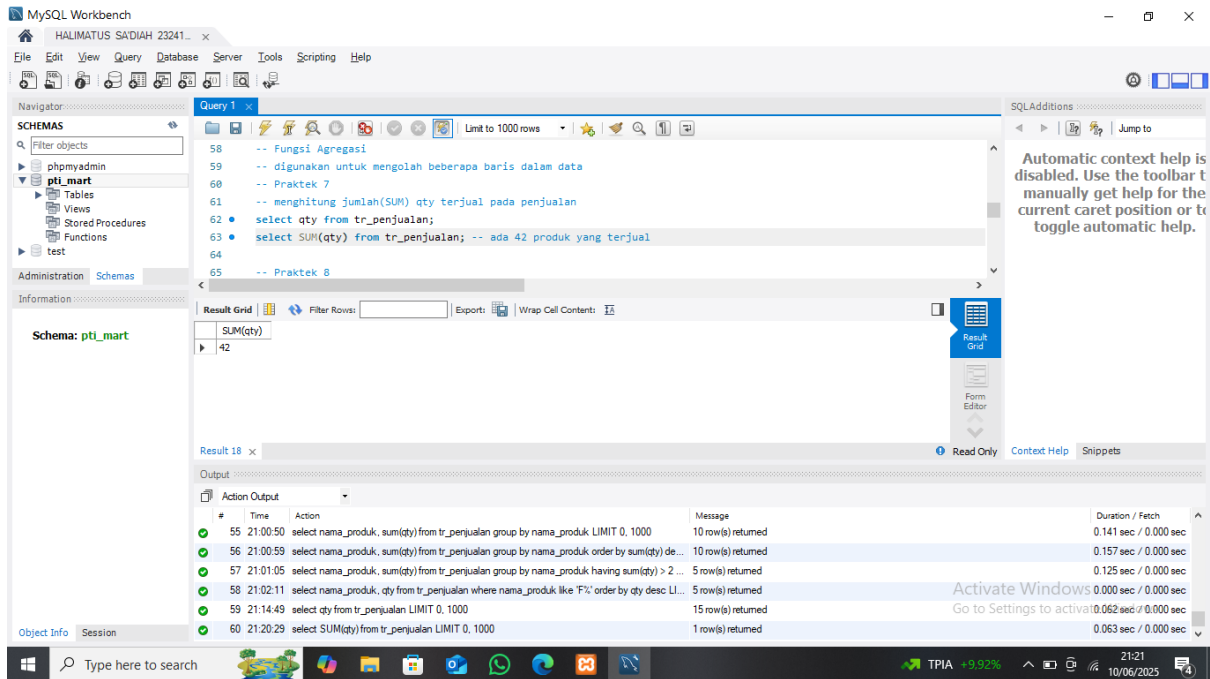 MySQL Workbench
HALIMATUS SA'DIAH 23241...
File Edit View Query Database Server Tools Scripting Help
Navigator
SCHEMAS
Filter objects
phpmyadmin
pti_mart
Tables
Views
Stored Procedures
Functions
test
Administration Schemas
Information
Schema: pti_mart
Object Info Session
Query 1
Limit to 1000 rows
58 -- Fungsi Agregasi
59 -- digunakan untuk mengolah beberapa baris dalam data
60 -- Praktek 7
61 -- menghitung jumlah(SUM) qty terjual pada penjualan
62 select qty from tr_penjualan;
63 select SUM(qty) from tr_penjualan; -- ada 42 produk yang terjual
64
65 -- Praktek 8
Result Grid Filter Rows: Export: Wrap Cell Content:
SUM(qty)
42
Result Grid
Form Editor
Result 18
Read Only
SQLAdditions
Jump to
Automatic context help is
disabled. Use the toolbar t
manually get help for the
current caret position or to
toggle automatic help.
Context Help Snippets
Output
Action Output
# Time Action Message Duration / Fetch
55 21:00:50 select nama_produk, sum(qty) from tr_penjualan group by nama_produk LIMIT 0, 1000 10 row(s) returned 0.141 sec / 0.000 sec
56 21:00:59 select nama_produk, sum(qty) from tr_penjualan group by nama_produk order by sum(qty) de... 10 row(s) returned 0.157 sec / 0.000 sec
57 21:01:05 select nama_produk, sum(qty) from tr_penjualan group by nama_produk having sum(qty) > 2 ... 5 row(s) returned 0.125 sec / 0.000 sec
58 21:02:11 select nama_produk, qty from tr_penjualan where nama_produk like 'F%' order by qty desc LI... 5 row(s) returned 0.000 sec / 0.000 sec
59 21:14:49 select qty from tr_penjualan LIMIT 0, 1000 15 row(s) returned 0.062 sec / 0.000 sec
60 21:20:29 select SUM(qty) from tr_penjualan LIMIT 0, 1000 1 row(s) returned 0.063 sec / 0.000 sec
Activate Windows
Go to Settings to activate Windows.
Type here to search
TPIA +9,92%
21:21
10/06/2025
4